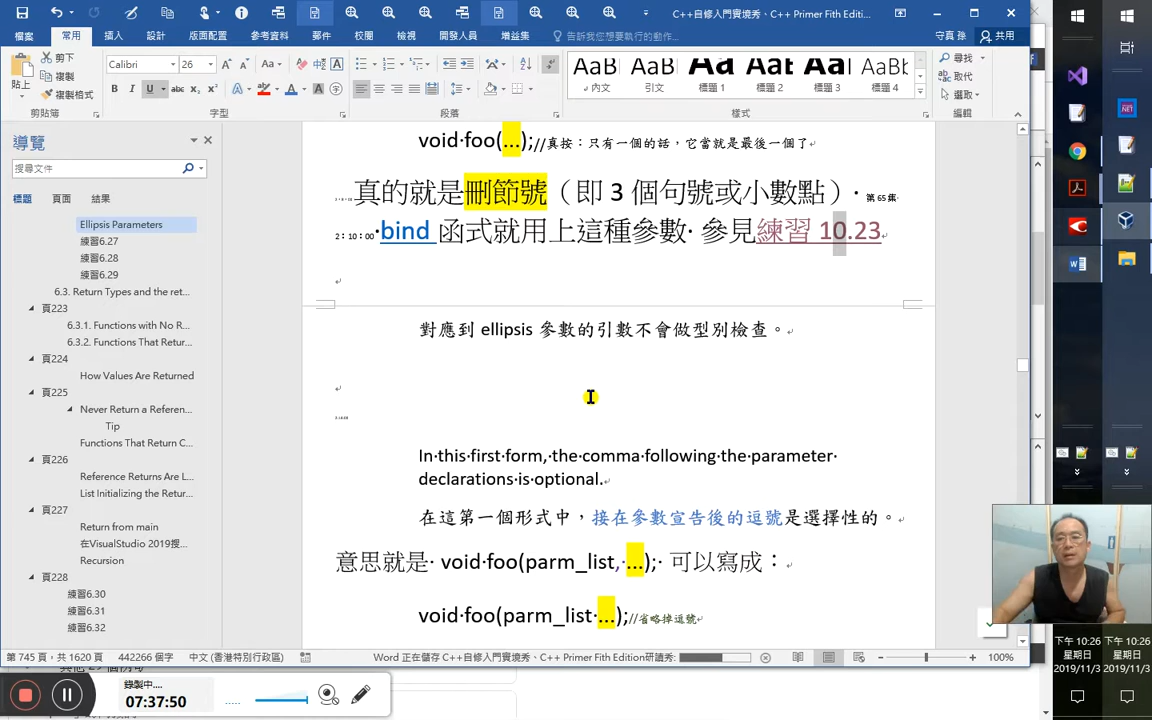 C++自修入門實境秀、C++ Primer Fith Editi...
檔案 常用 插入 設計 版面配置 參考資料 郵件 校閱 檢視 開發人員 增益集 告訴我您想要執行的動作... 守真 孫 共用
貼上 剪下 複製 複製格式 剪貼簿
Calibri 26 Aa B I U abc x₂ x² A 字型
段落
AaB AaB Aa AaE Aal AaBb
內文 引文 標題 1 標題 2 標題 3 標題 4
樣式
尋找 取代 選取 編輯
導覽
搜尋文件
標題 頁面 結果
Ellipsis Parameters
練習6.27
練習6.28
練習6.29
6.3. Return Types and the ret...
頁223
6.3.1. Functions with No R...
6.3.2. Functions That Retur...
頁224
How Values Are Returned
頁225
Never Return a Referen...
Tip
Functions That Return C...
頁226
Reference Returns Are L...
List Initializing the Retur...
頁227
Return from main
在VisualStudio 2019搜...
Recursion
頁228
練習6.30
練習6.31
練習6.32
void·foo(...);//真按：只有一個的話，它當就是最後一個了
真的就是刪節號（即 3 個句號或小數點）· 第 65 集·
2：10：00·bind 函式就用上這種參數· 參見練習 10.23
對應到 ellipsis 參數的引數不會做型別檢查。
In·this·first·form,·the·comma·following·the·parameter·
declarations·is·optional.
在這第一個形式中，接在參數宣告後的逗號是選擇性的。
意思就是· void·foo(parm_list,·...);· 可以寫成：
void·foo(parm_list·...);//省略掉逗號
第 745 頁，共 1620 頁 442266 個字 中文 (香港特別行政區) Word 正在儲存 C++自修入門實境秀、C++ Primer Fith Edition研讀秀: 100%
錄製中....
07:37:50
下午 10:26
星期日
2019/11/3
下午 10:26
星期日
2019/11/3